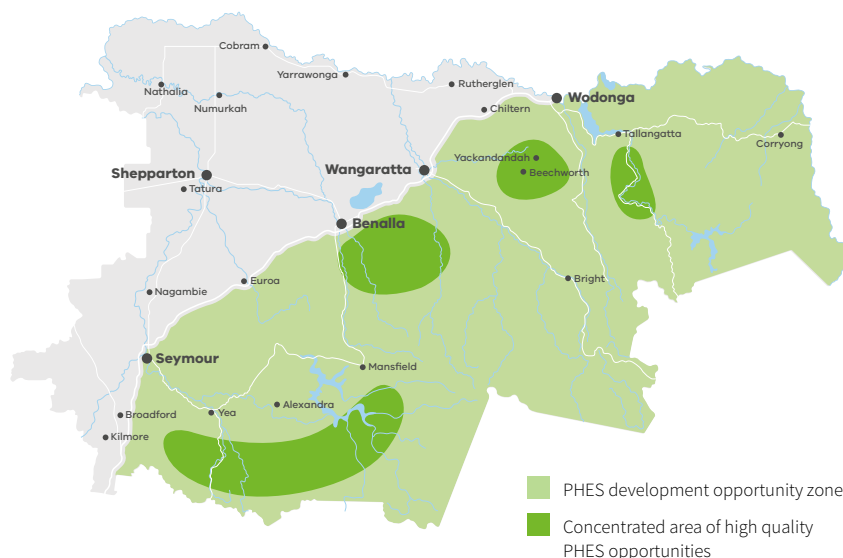 Cobram
Yarrawonga
Rutherglen
Nathalia
Numurkah
Chiltern
Wodonga
Tallangatta
Corryong
Yackandandah
Beechworth
Wangaratta
Shepparton
Tatura
Benalla
Bright
Euroa
Nagambie
Seymour
Mansfield
Alexandra
Yea
Broadford
Kilmore
PHES development opportunity zone
Concentrated area of high quality
PHES opportunities